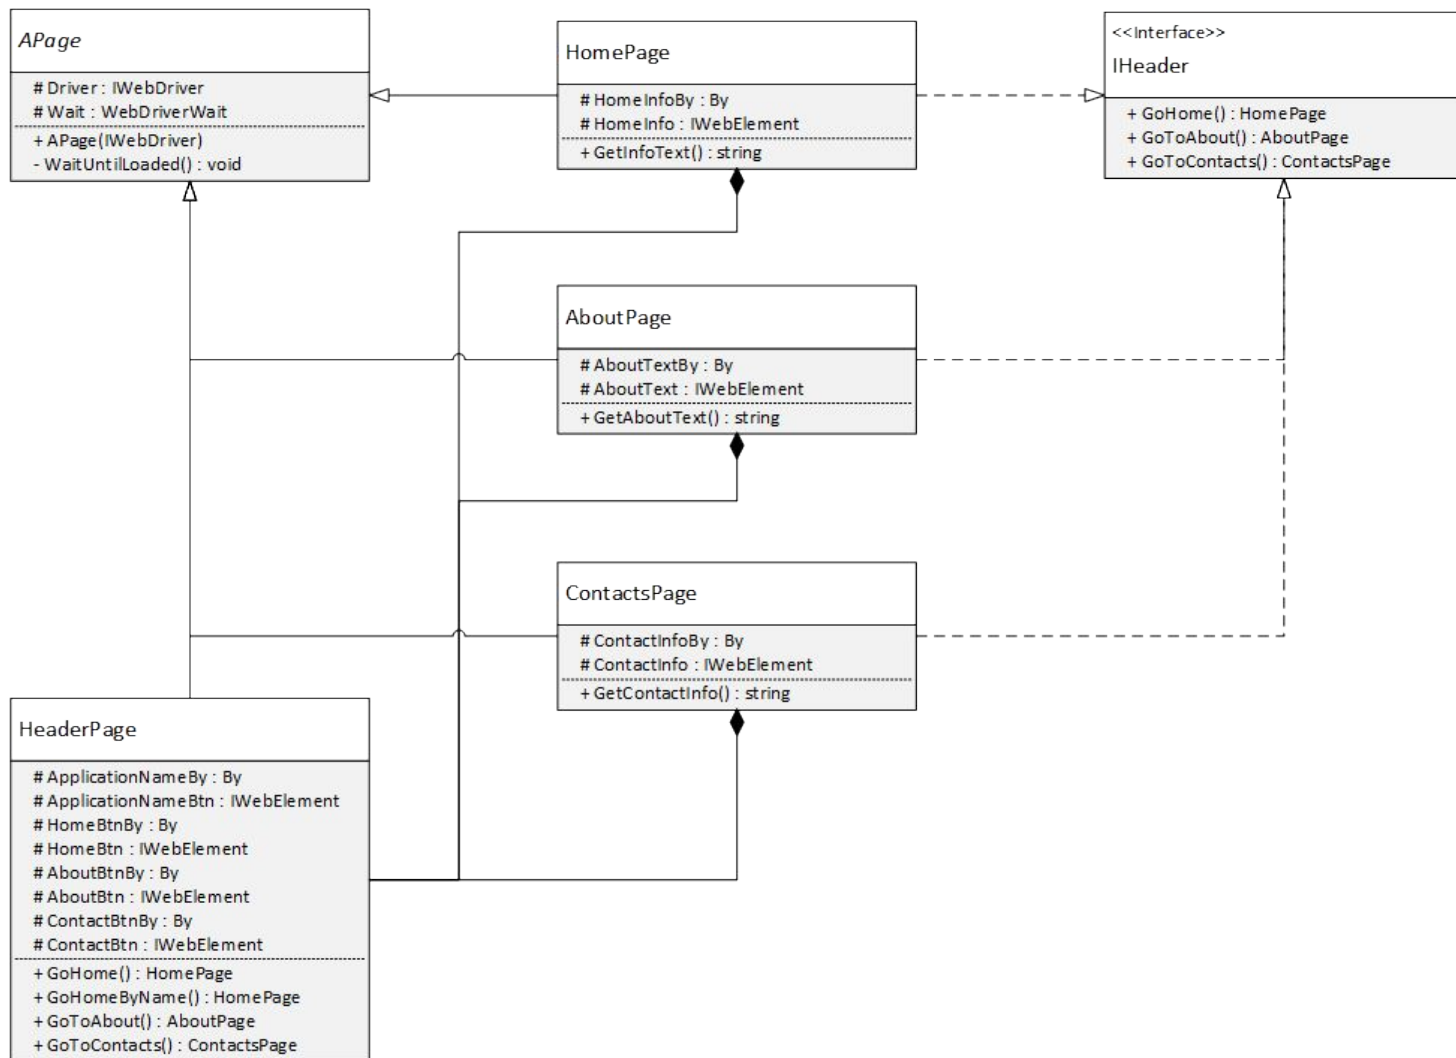 APage
# Driver : IWebDriver
# Wait : WebDriverWait
+ APage(IWebDriver)
- WaitUntilLoaded() : void
HomePage
# HomeInfoBy : By
# HomeInfo : IWebElement
+ GetInfoText() : string
<<Interface>>
IHeader
+ GoHome() : HomePage
+ GoToAbout() : AboutPage
+ GoToContacts() : ContactsPage
AboutPage
# AboutTextBy : By
# AboutText : IWebElement
+ GetAboutText() : string
ContactsPage
# ContactInfoBy : By
# ContactInfo : IWebElement
+ GetContactInfo() : string
HeaderPage
# ApplicationNameBy : By
# ApplicationNameBtn : IWebElement
# HomeBtnBy : By
# HomeBtn : IWebElement
# AboutBtnBy : By
# AboutBtn : IWebElement
# ContactBtnBy : By
# ContactBtn : IWebElement
+ GoHome() : HomePage
+ GoHomeByName() : HomePage
+ GoToAbout() : AboutPage
+ GoToContacts() : ContactsPage